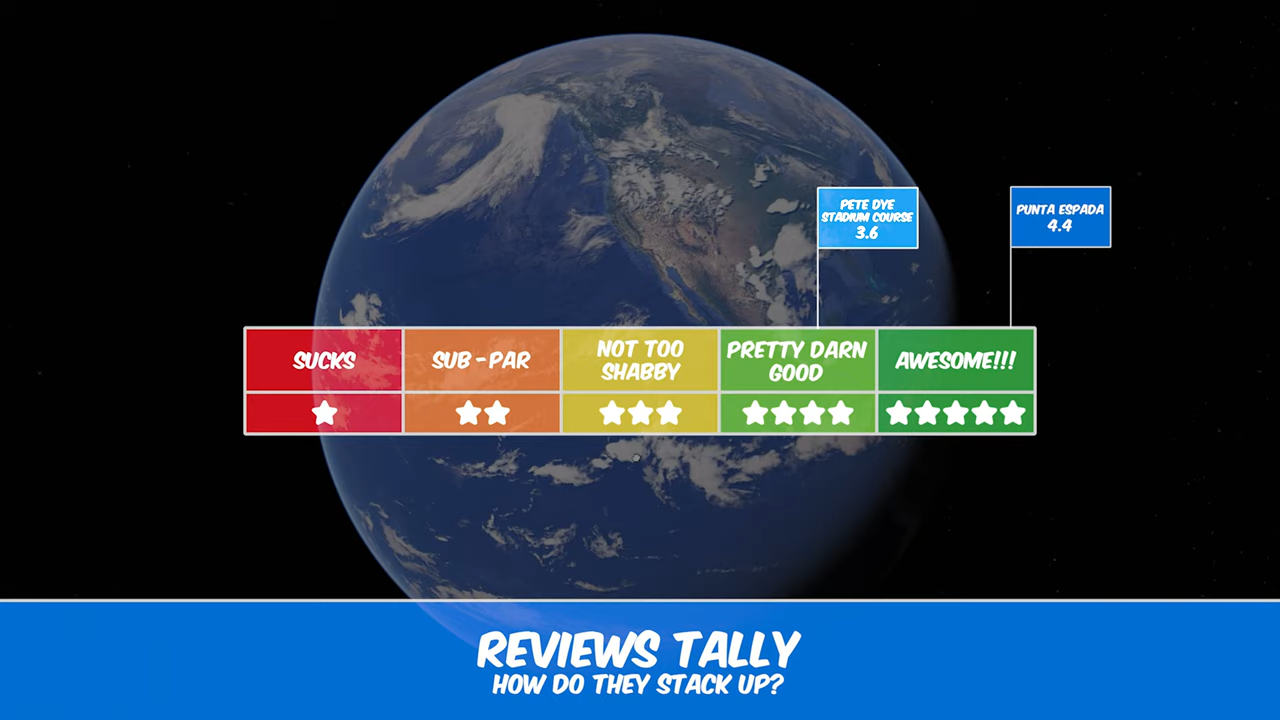 PETE DYE
STADIUM COURSE
3.6
PUNTA ESPADA
4.4
SUCKS
SUB-PAR
NOT TOO
SHABBY
PRETTY DARN
GOOD
AWESOME!!!
REVIEWS TALLY
HOW DO THEY STACK UP?